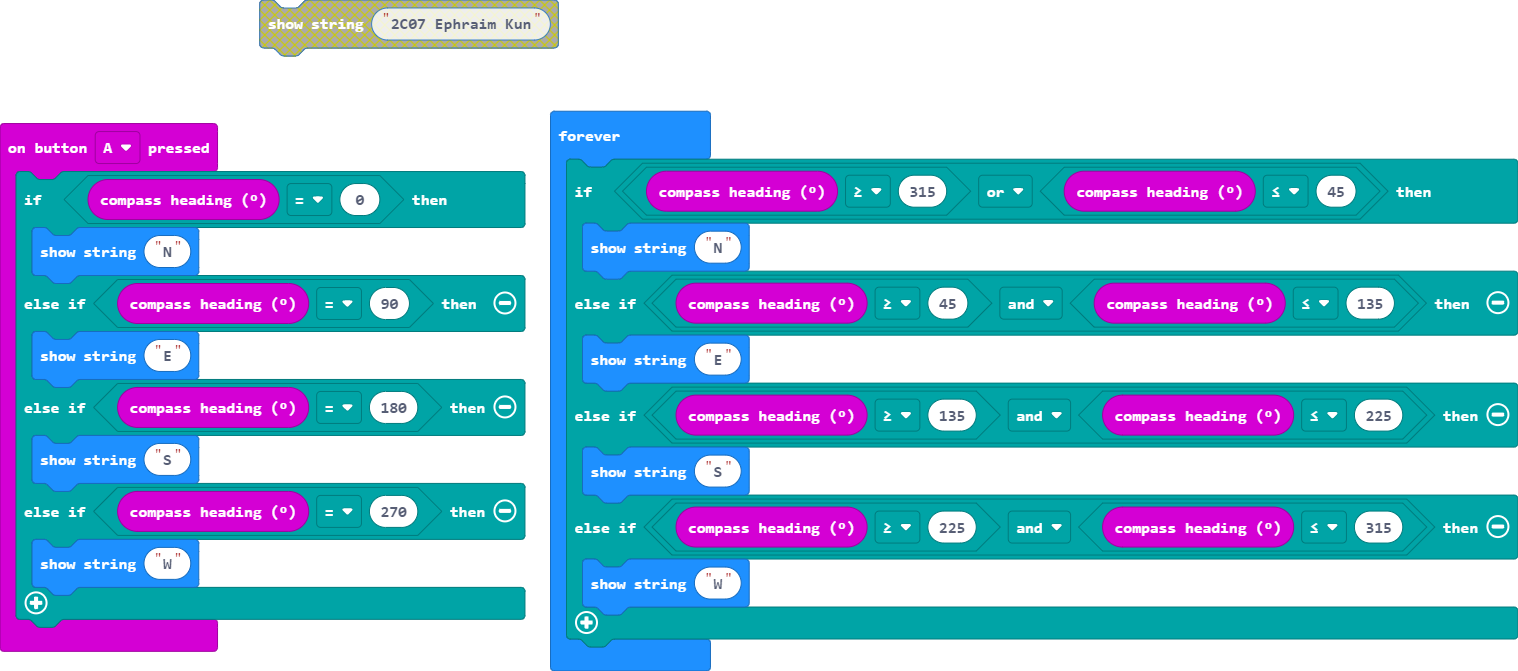 show string "2C07 Ephraim Kun"
on button A pressed
if compass heading (º) = 0 then
show string "N"
else if compass heading (º) = 90 then
show string "E"
else if compass heading (º) = 180 then
show string "S"
else if compass heading (º) = 270 then
show string "W"
forever
if compass heading (º) ≥ 315 or compass heading (º) ≤ 45 then
show string "N"
else if compass heading (º) ≥ 45 and compass heading (º) ≤ 135 then
show string "E"
else if compass heading (º) ≥ 135 and compass heading (º) ≤ 225 then
show string "S"
else if compass heading (º) ≥ 225 and compass heading (º) ≤ 315 then
show string "W"